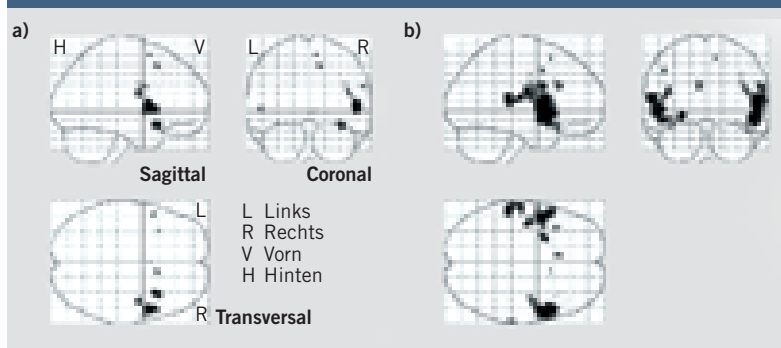 a)
H V
L R
b)
Sagittal
Coronal
L
L Links
R Rechts
V Vorn
H Hinten
R
Transversal